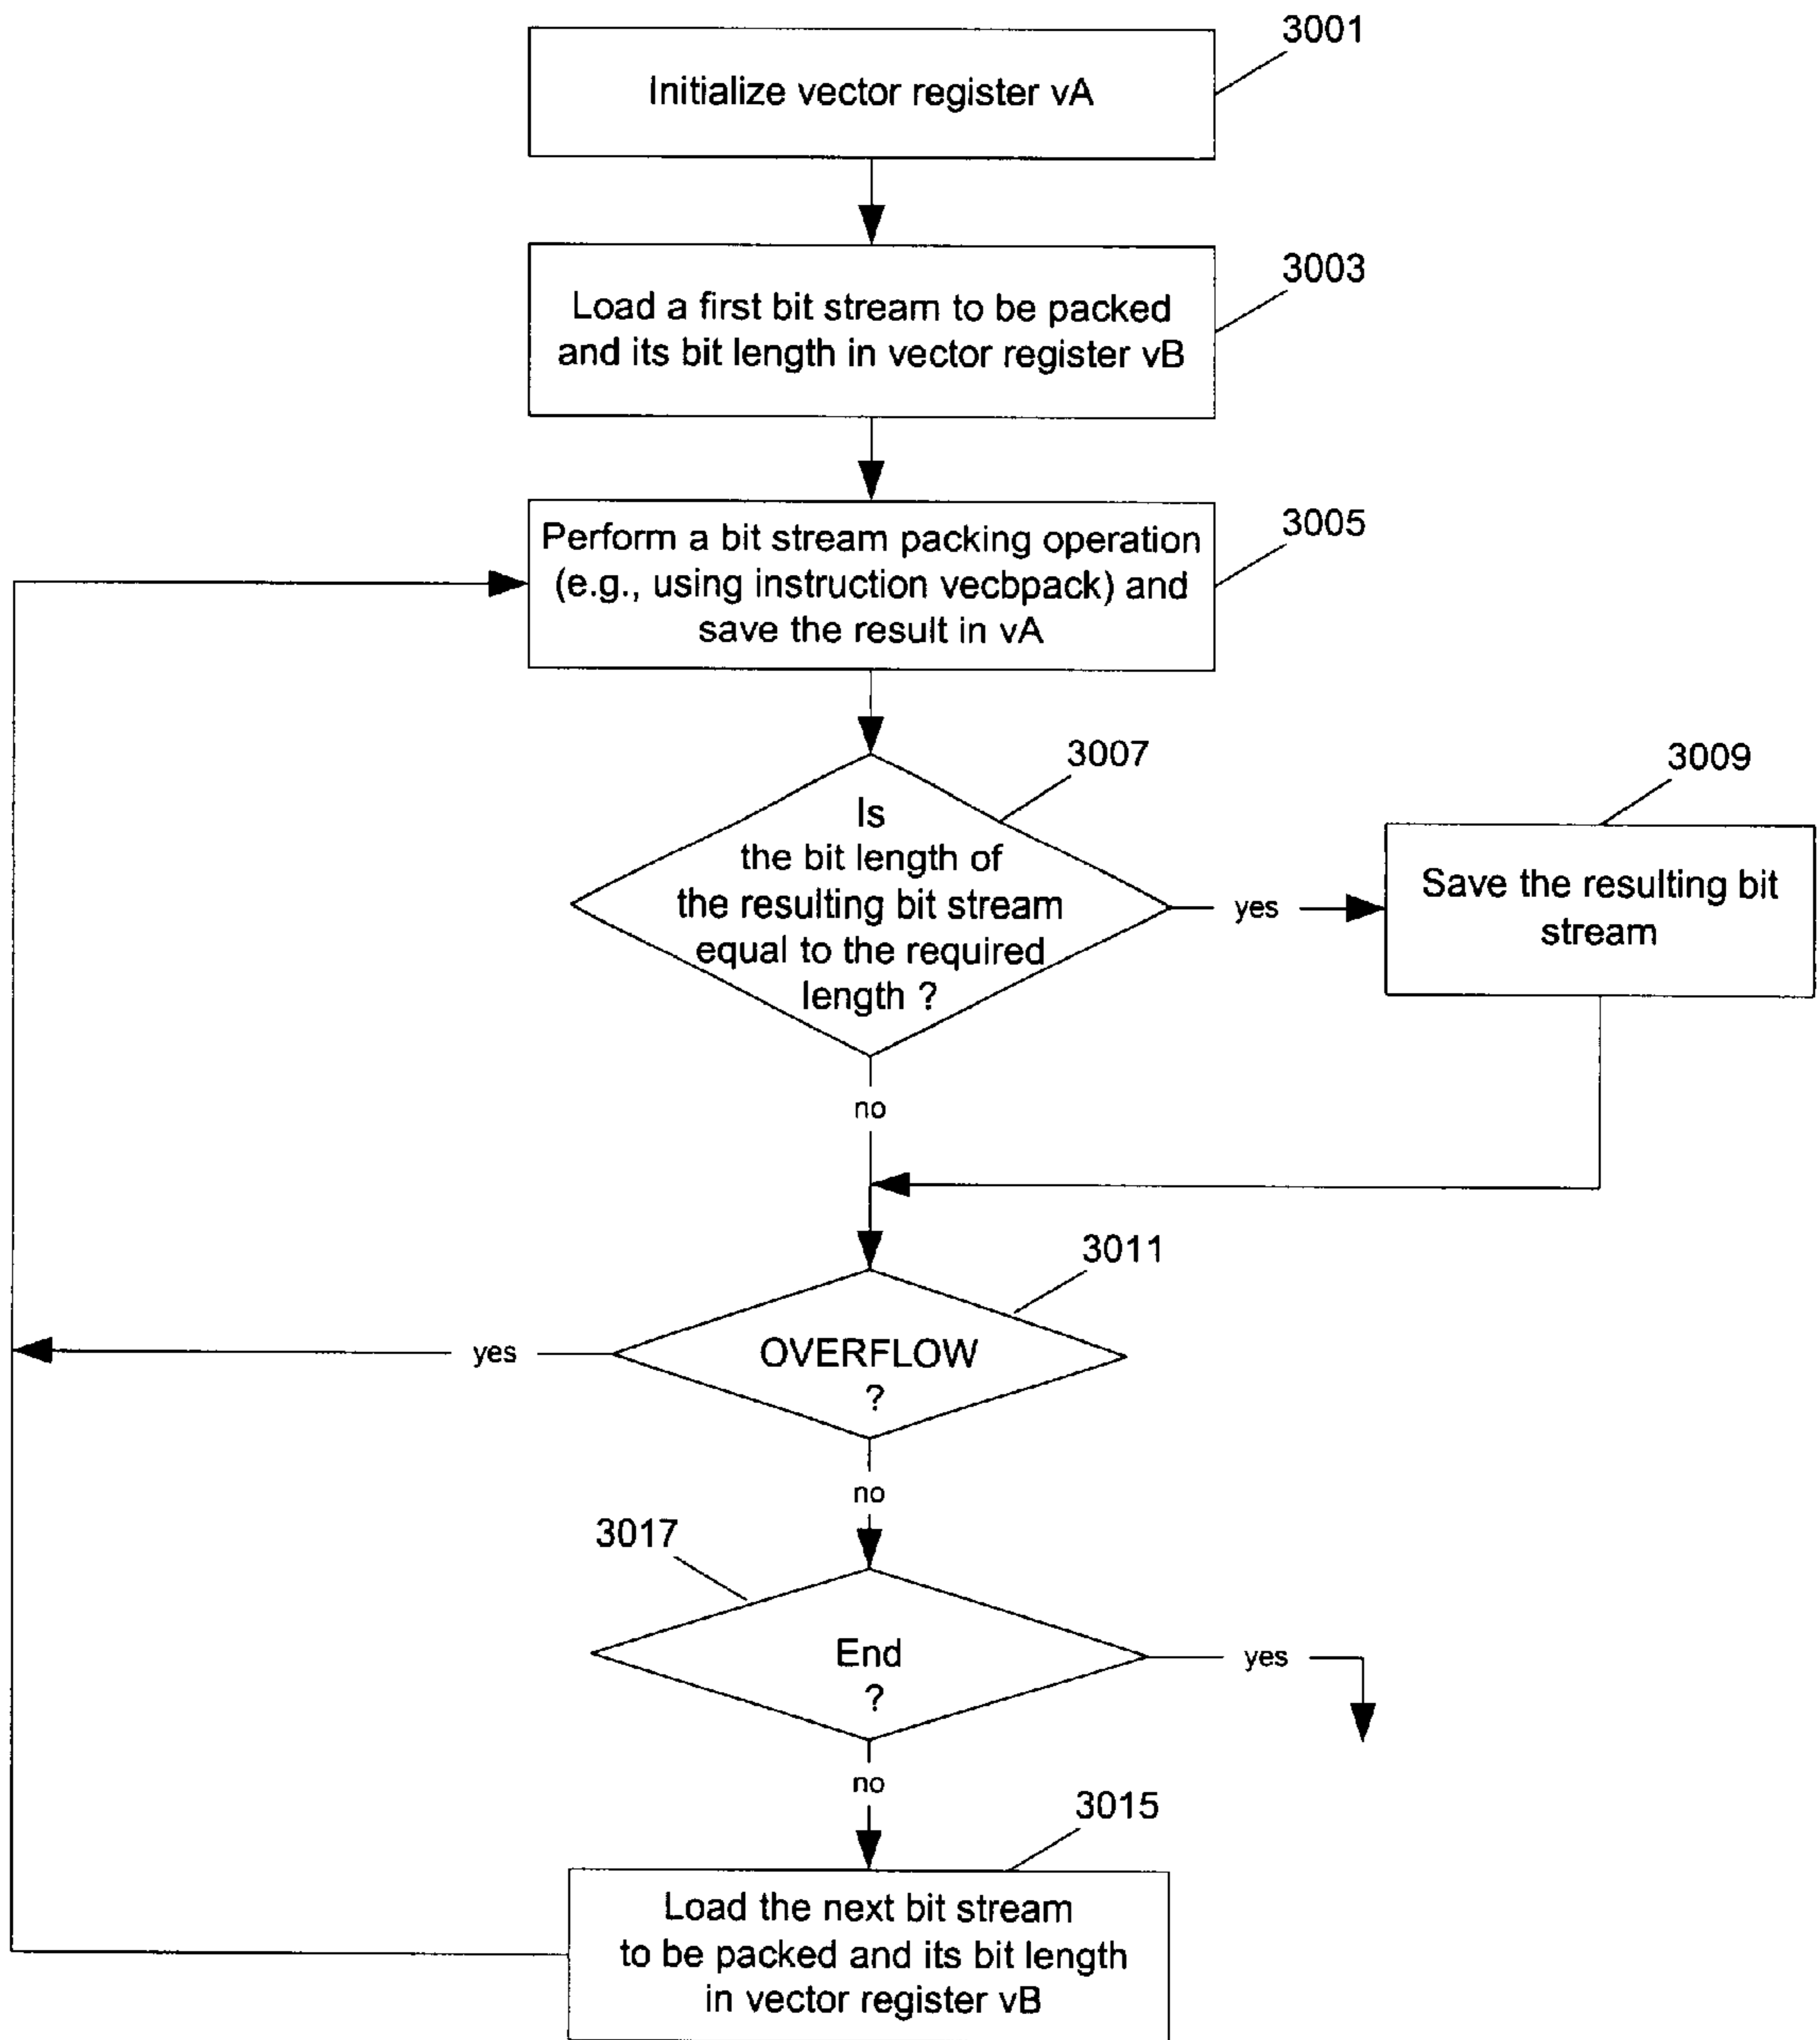 3001
Initialize vector register vA
3003
Load a first bit stream to be packed
and its bit length in vector register vB
3005
Perform a bit stream packing operation
(e.g., using instruction vecbpack) and
save the result in vA
3007
Is
the bit length of
the resulting bit stream
equal to the required
length ?
yes
3009
Save the resulting bit
stream
no
3011
OVERFLOW
?
yes
no
3017
End
?
yes
no
3015
Load the next bit stream
to be packed and its bit length
in vector register vB